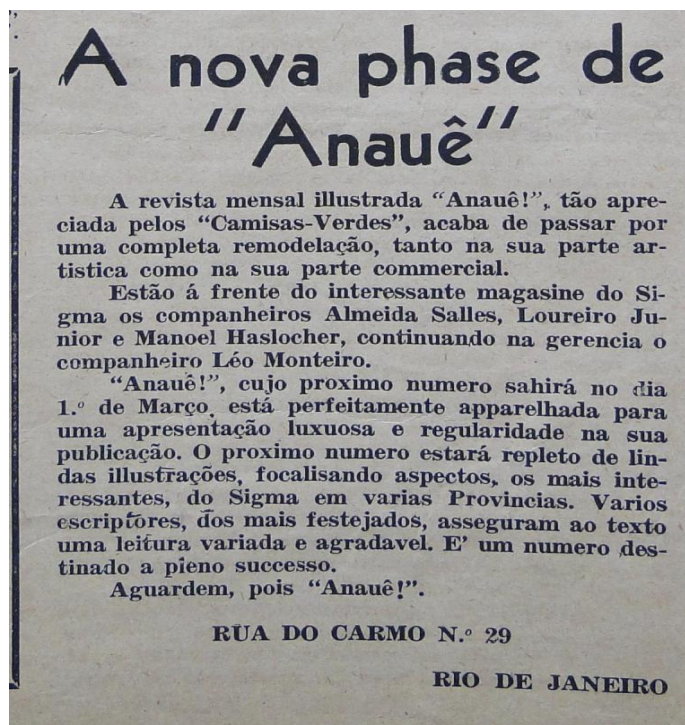 A nova phase de
"Anauê"
A revista mensal illustrada "Anauê!", tão apre-
ciada pelos "Camisas-Verdes", acaba de passar por
uma completa remodelação, tanto na sua parte ar-
tistica como na sua parte commercial.
Estão á frente do interessante magasine do Si-
gma os companheiros Almeida Salles, Loureiro Ju-
nior e Manoel Haslocher, continuando na gerencia o
companheiro Léo Monteiro.
"Anauê!", cujo proximo numero sahirá no dia
1.º de Março, está perfeitamente apparelhada para
uma apresentação luxuosa e regularidade na sua
publicação. O proximo numero estará repleto de lin-
das illustrações, focalisando aspectos, os mais inte-
ressantes, do Sigma em varias Provincias. Varios
escriptores, dos mais festejados, asseguram ao texto
uma leitura variada e agradavel. E' um numero des-
tinado a pieno successo.
Aguardem, pois "Anauê!".
RUA DO CARMO N.º 29
RIO DE JANEIRO